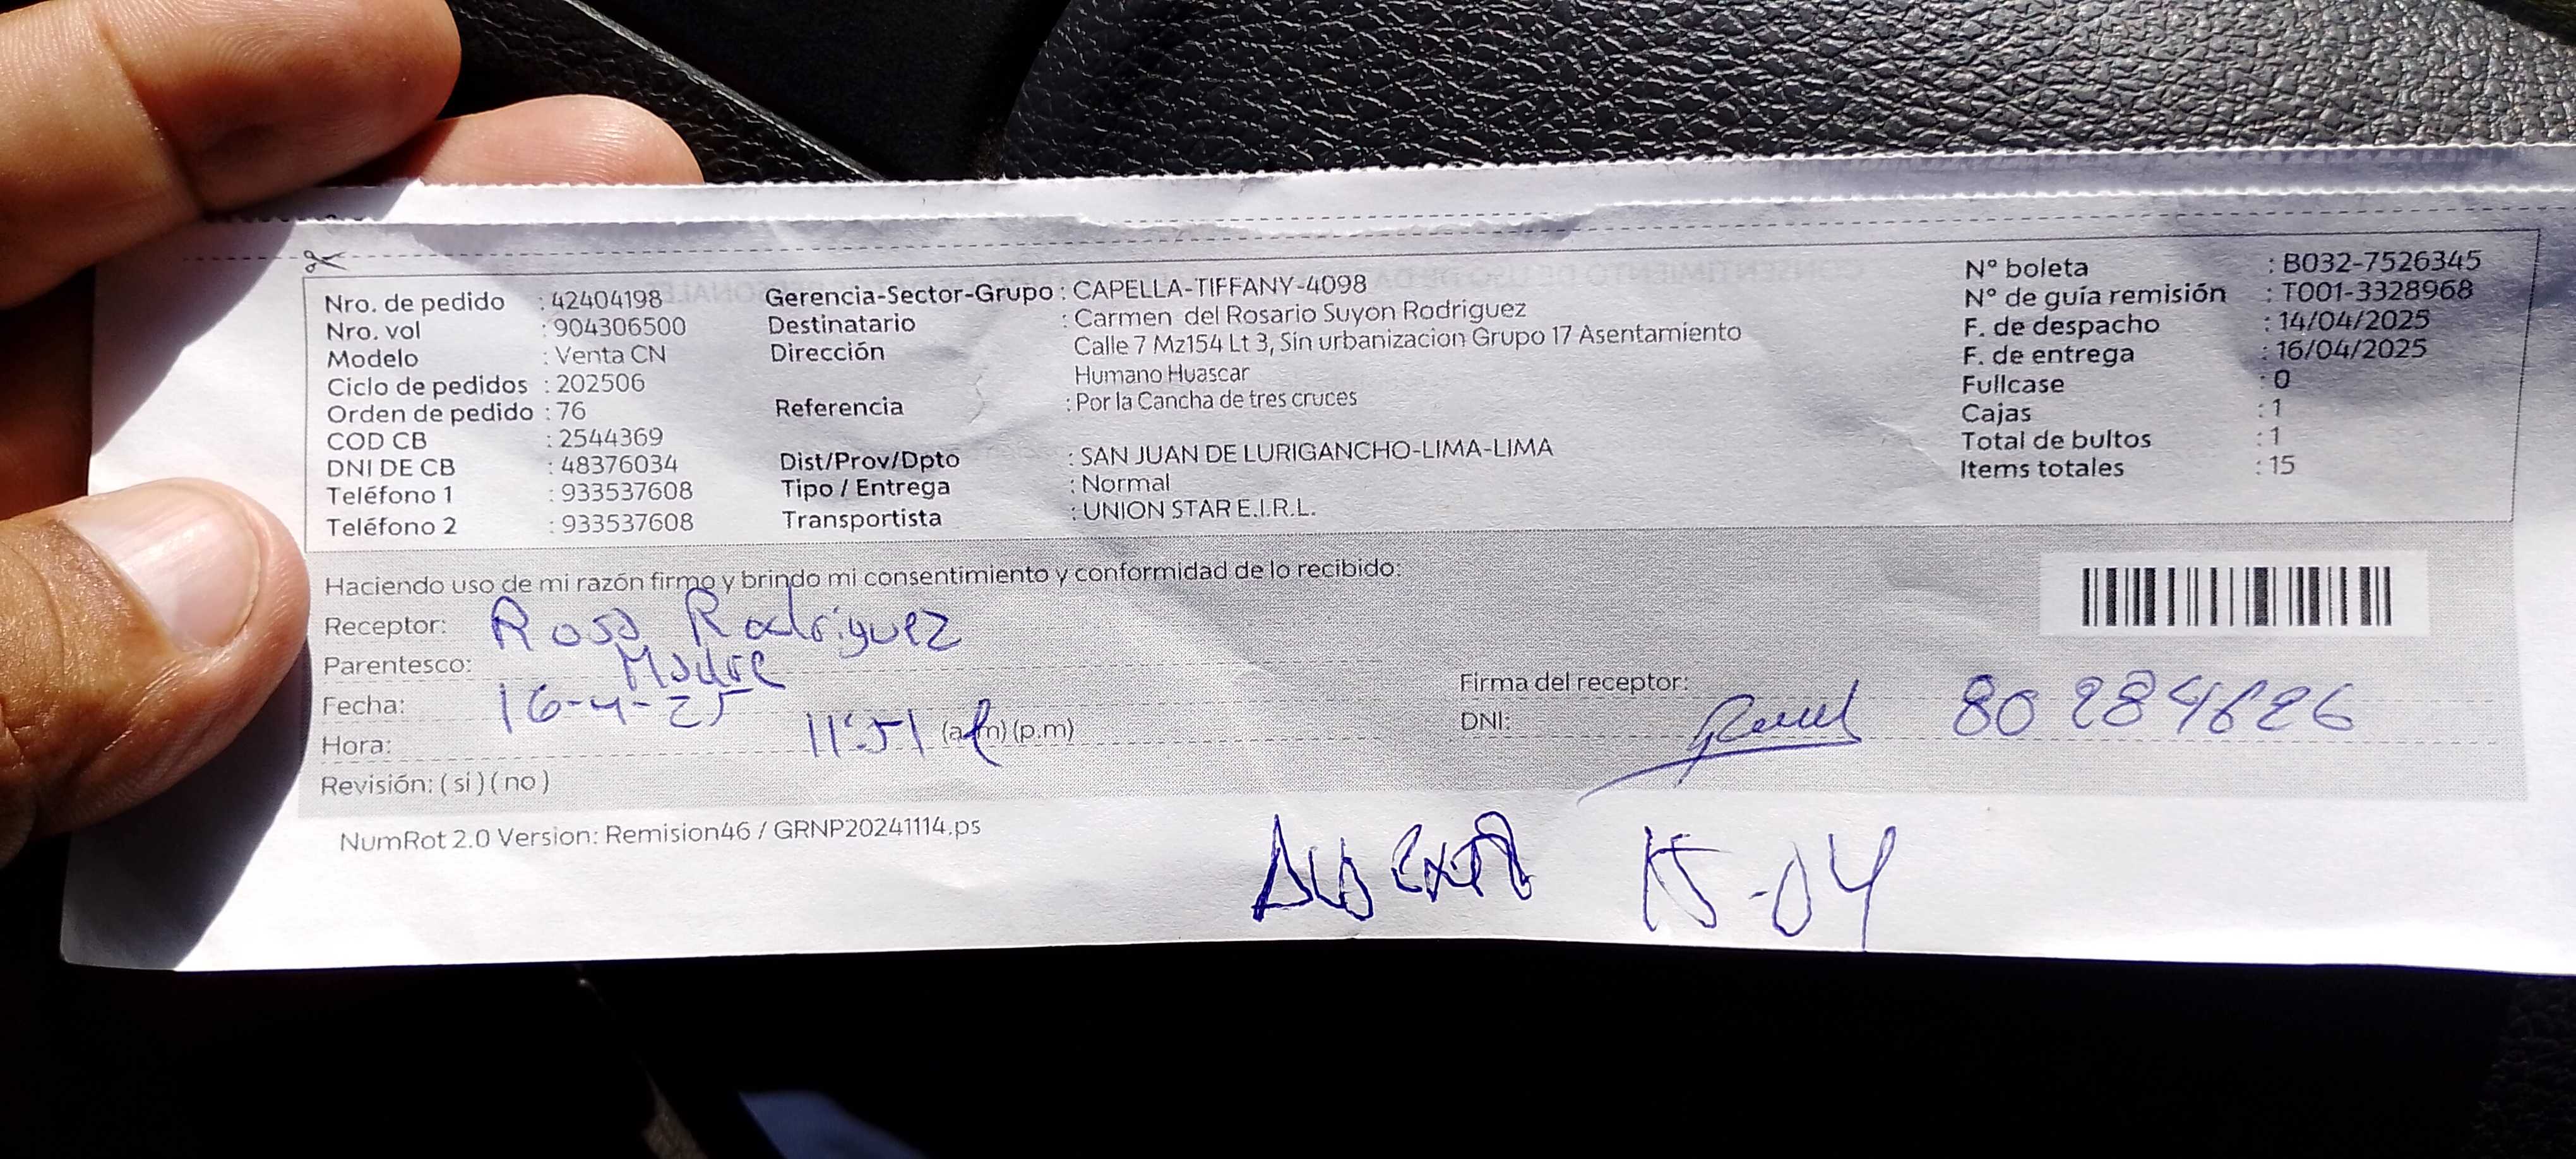 Nro. de pedido : 42404198
Nro. vol : 904306500
Modelo : Venta CN
Ciclo de pedidos : 202506
Orden de pedido : 76
COD CB : 2544369
DNI DE CB : 48376034
Teléfono 1 : 933537608
Teléfono 2 : 933537608
Gerencia-Sector-Grupo : CAPELLA-TIFFANY-4098
Destinatario : Carmen del Rosario Suyon Rodriguez
Dirección Calle 7 Mz154 Lt 3, Sin urbanizacion Grupo 17 Asentamiento
Humano Huascar
Referencia : Por la Cancha de tres cruces
Dist/Prov/Dpto : SAN JUAN DE LURIGANCHO-LIMA-LIMA
Tipo / Entrega : Normal
Transportista : UNION STAR E.I.R.L.
N° boleta : B032-7526345
N° de guía remisión : T001-3328968
F. de despacho : 14/04/2025
F. de entrega : 16/04/2025
Fullcase : 0
Cajas : 1
Total de bultos : 1
Items totales : 15
Haciendo uso de mi razón firmo y brindo mi consentimiento y conformidad de lo recibido:
Receptor: Rosa Rodriguez
Parentesco: Madre
Fecha: 16-4-25
Hora: 11:51 (a.m) (p.m)
Revisión: ( si ) ( no )
Firma del receptor:
DNI:
NumRot 2.0 Version: Remision46 / GRNP20241114.ps
15-04